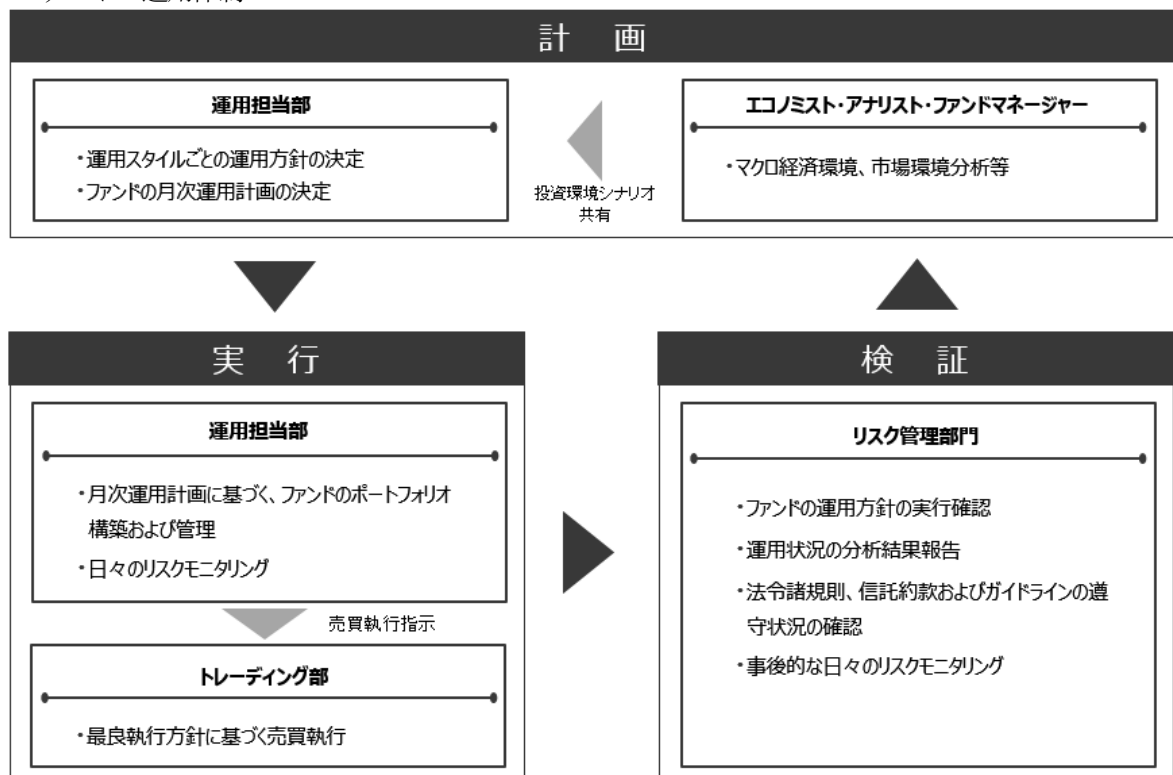 計 画
運用担当部
・運用スタイルごとの運用方針の決定
・ファンドの月次運用計画の決定
投資環境シナリオ
共有
エコノミスト・アナリスト・ファンドマネージャー
・マクロ経済環境、市場環境分析等
実 行
運用担当部
・月次運用計画に基づく、ファンドのポートフォリオ
構築および管理
・日々のリスクモニタリング
売買執行指示
トレーディング部
・最良執行方針に基づく売買執行
検 証
リスク管理部門
・ファンドの運用方針の実行確認
・運用状況の分析結果報告
・法令諸規則、信託約款およびガイドラインの遵
守状況の確認
・事後的な日々のリスクモニタリング